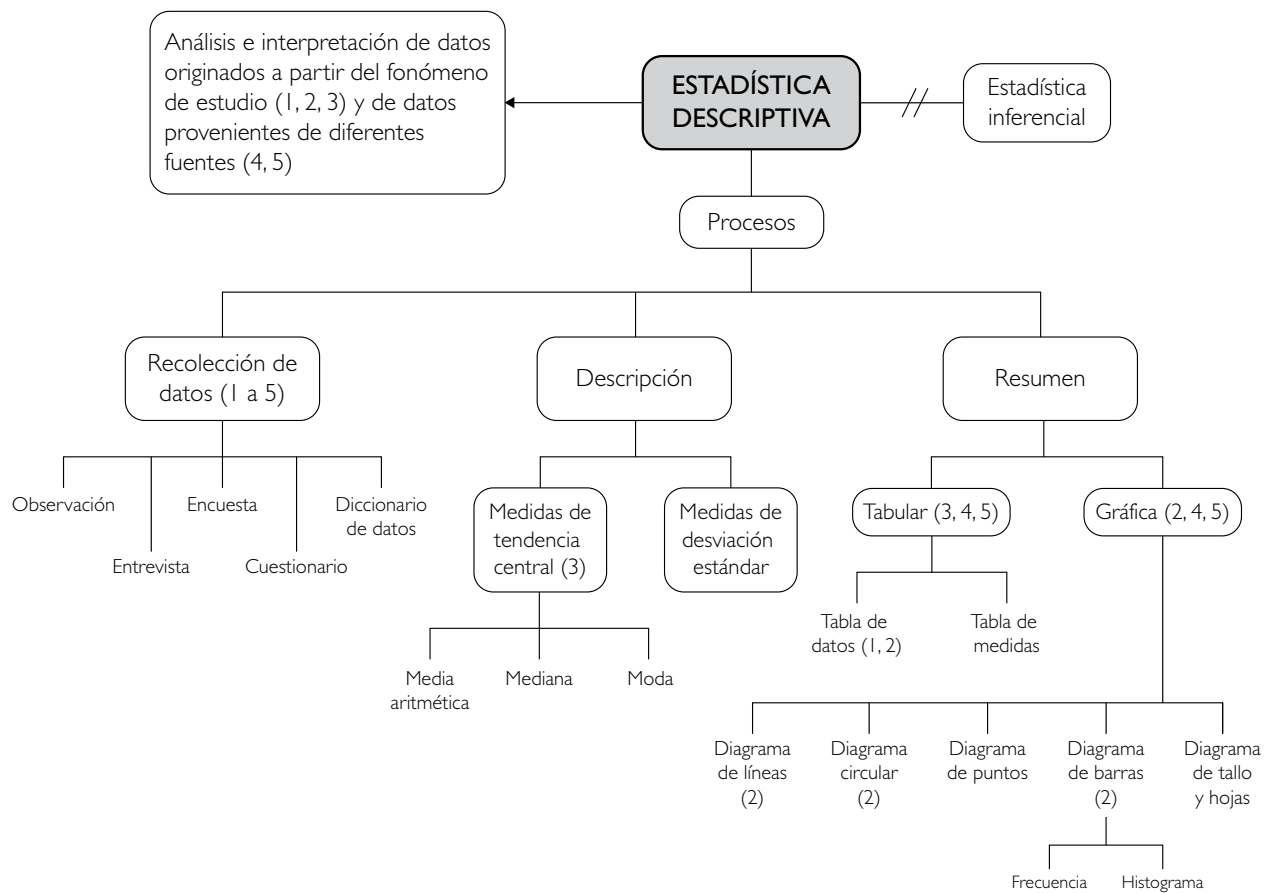 Análisis e interpretación de datos
originados a partir del fonómeno
de estudio (1, 2, 3) y de datos
provenientes de diferentes
fuentes (4, 5)
ESTADÍSTICA
DESCRIPTIVA
Estadística
inferencial
Procesos
Recolección de
datos (1 a 5)
Descripción
Resumen
Observación
Entrevista
Encuesta
Cuestionario
Diccionario
de datos
Medidas de
tendencia
central (3)
Medidas de
desviación
estándar
Tabular (3, 4, 5)
Gráfica (2, 4, 5)
Media
aritmética
Mediana
Moda
Tabla de
datos (1, 2)
Tabla de
medidas
Diagrama
de líneas
(2)
Diagrama
circular
(2)
Diagrama
de puntos
Diagrama
de barras
(2)
Diagrama
de tallo
y hojas
Frecuencia
Histograma